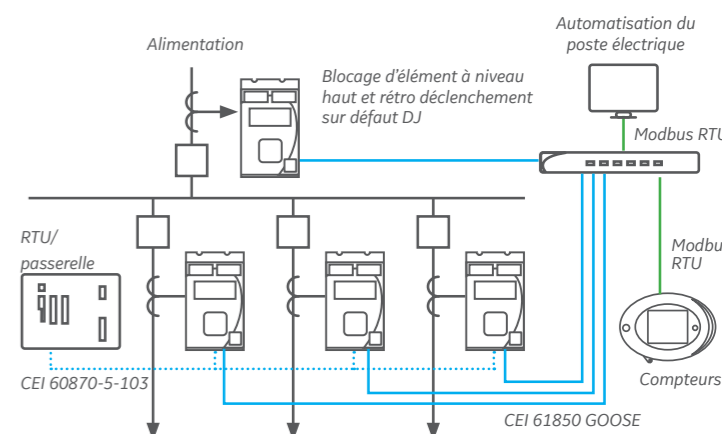 Alimentation
Automatisation du
poste électrique
Blocage d'élément à niveau
haut et rétro déclenchement
sur défaut DJ
Modbus RTU
RTU/
passerelle
Modbus
RTU
CEI 60870-5-103
Compteurs
CEI 61850 GOOSE